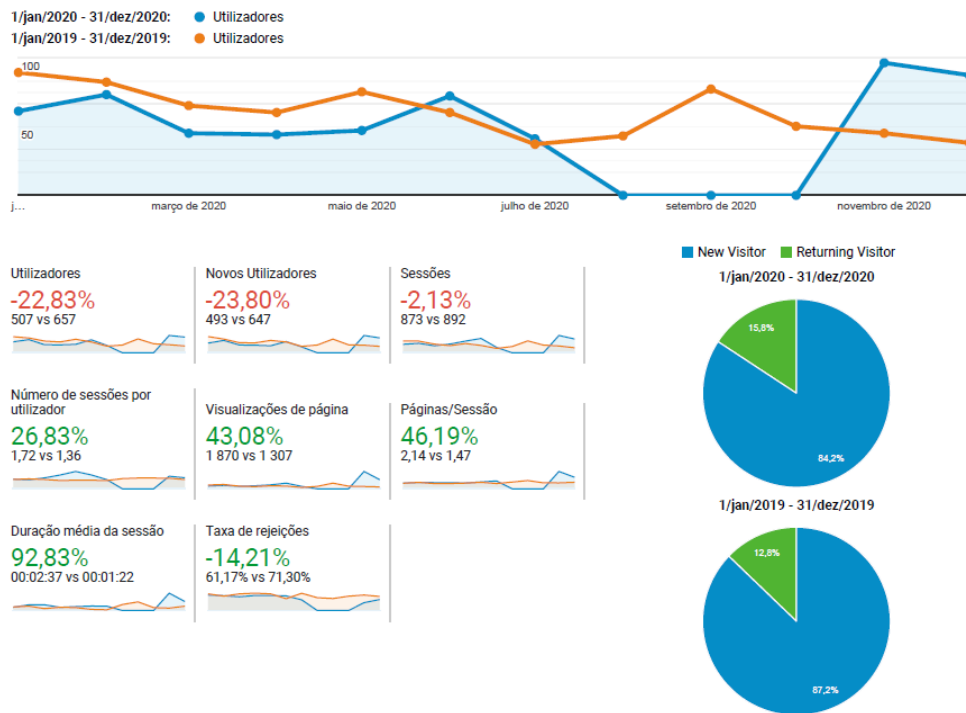 1/jan/2020 - 31/dez/2020: Utilizadores
1/jan/2019 - 31/dez/2019: Utilizadores
100
50
j...
março de 2020
maio de 2020
julho de 2020
setembro de 2020
novembro de 2020
New Visitor
Returning Visitor
1/jan/2020 - 31/dez/2020
15,8%
84,2%
1/jan/2019 - 31/dez/2019
12,8%
87,2%
Utilizadores
-22,83%
507 vs 657
Novos Utilizadores
-23,80%
493 vs 647
Sessões
-2,13%
873 vs 892
Número de sessões por
utilizador
26,83%
1,72 vs 1,36
Visualizações de página
43,08%
1 870 vs 1 307
Páginas/Sessão
46,19%
2,14 vs 1,47
Duração média da sessão
92,83%
00:02:37 vs 00:01:22
Taxa de rejeições
-14,21%
61,17% vs 71,30%